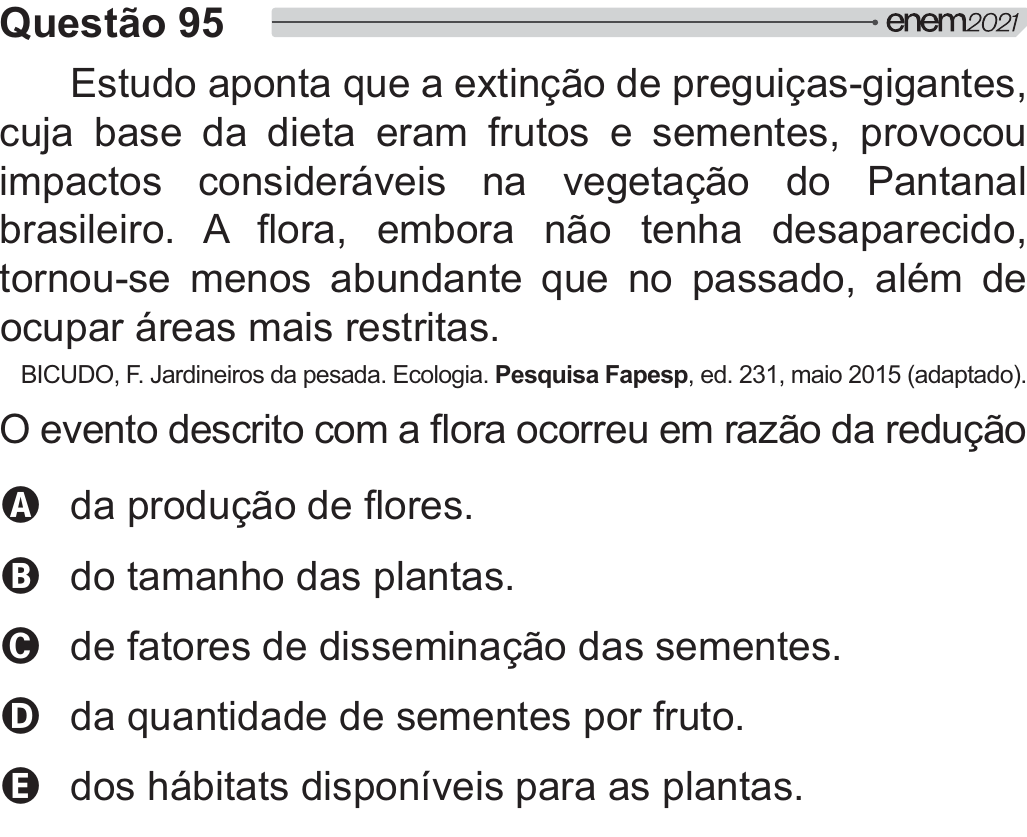 Questão 95
enem2021
Estudo aponta que a extinção de preguiças-gigantes,
cuja base da dieta eram frutos e sementes, provocou
impactos consideráveis na vegetação do Pantanal
brasileiro. A flora, embora não tenha desaparecido,
tornou-se menos abundante que no passado, além de
ocupar áreas mais restritas.
BICUDO, F. Jardineiros da pesada. Ecologia. Pesquisa Fapesp, ed. 231, maio 2015 (adaptado).
O evento descrito com a flora ocorreu em razão da redução
A da produção de flores.
B do tamanho das plantas.
C de fatores de disseminação das sementes.
D da quantidade de sementes por fruto.
E dos hábitats disponíveis para as plantas.